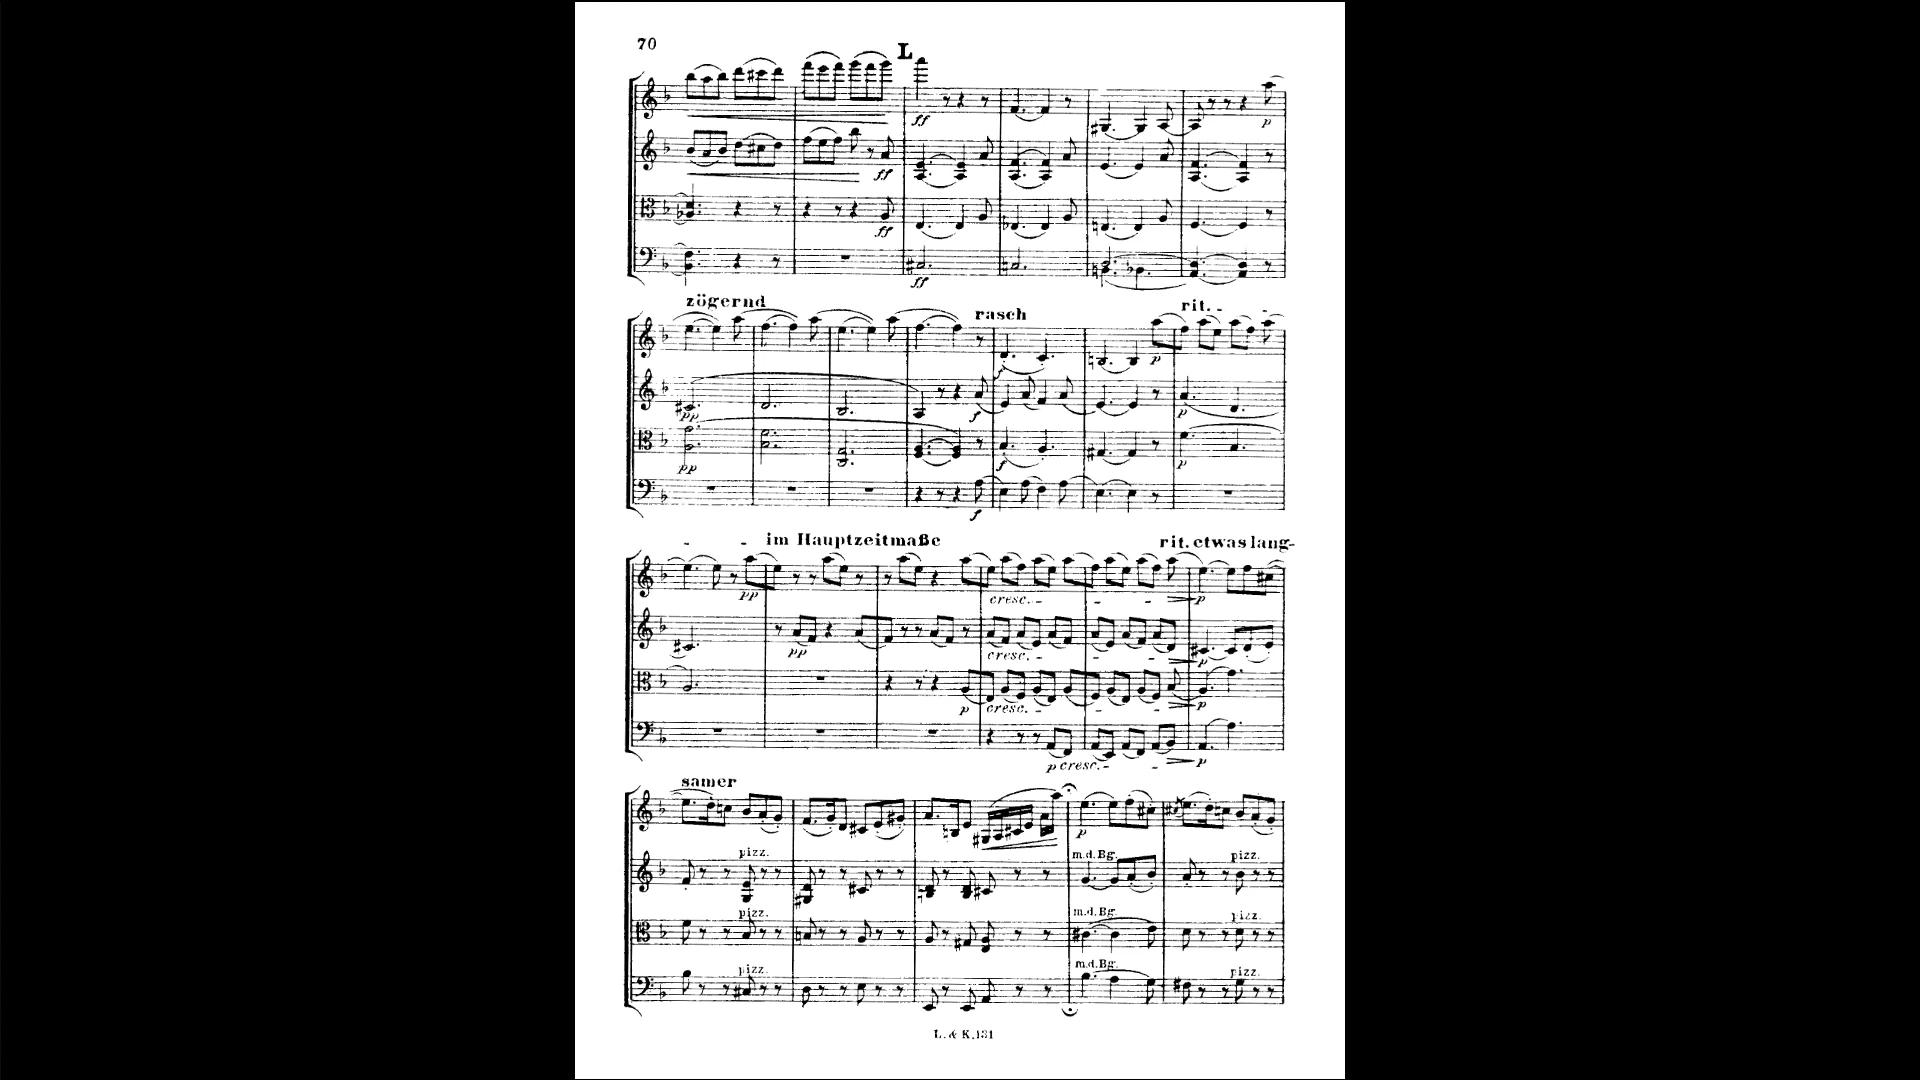 70
L
ff
p
ff
ff
ff
zögernd
rasch
rit. -   -
pp
f
p
p
pp
f
p
f
-   - im Hauptzeitmaße
rit. etwas lang-
pp
cresc. -   -   p
pp
cresc. -   -   p
p cresc. -   -   p
p cresc. -   -   p
samer
p
pizz.
m.d.Bg.
pizz.
pizz.
m.d.Bg.
pizz.
pizz.
m.d.Bg.
pizz.
L. & K. 131